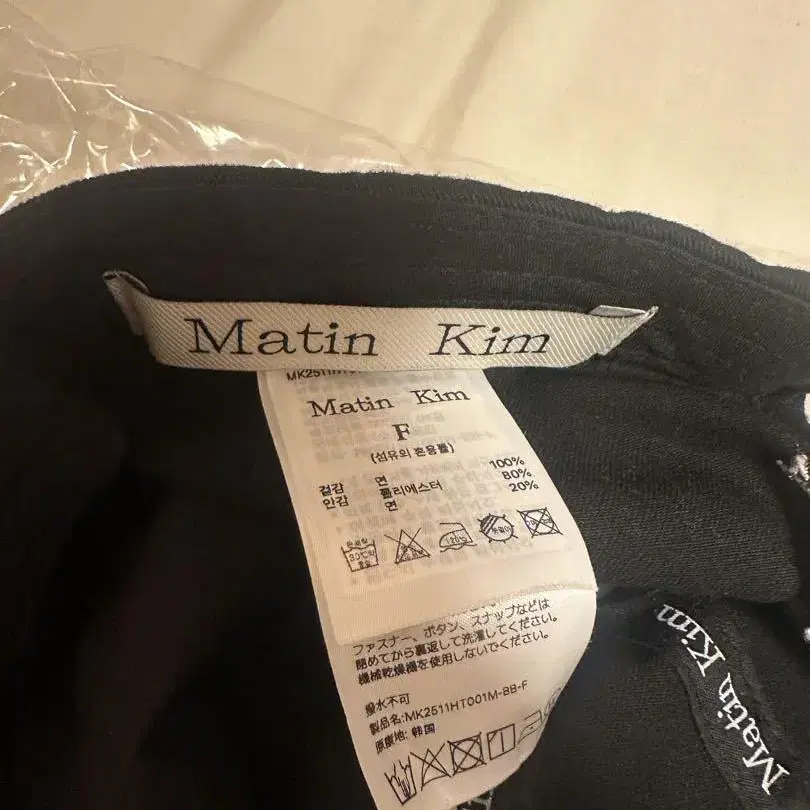 Matin Kim
Matin Kim
F
(섬유의 혼용률)
겉감 면 100%
안감 폴리에스터 80%
면 20%
30℃
120℃
ファスナー、ボタン、スナップなどは
閉めてから裏返して洗濯してください。
機械乾燥機は使用しないでください。
撥水不可
製品名:MK2511HT001M-BB-F
原産地: 韓国
Matin Kim